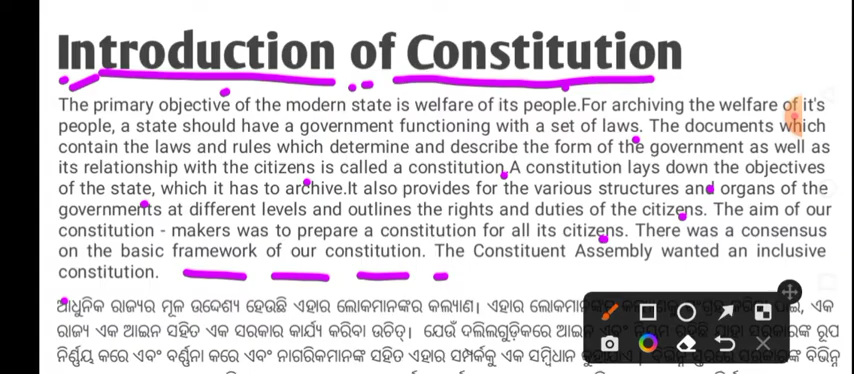 Introduction of Constitution
The primary objective of the modern state is welfare of its people.For archiving the welfare of it's
people, a state should have a government functioning with a set of laws. The documents which
contain the laws and rules which determine and describe the form of the government as well as
its relationship with the citizens is called a constitution.A constitution lays down the objectives
of the state, which it has to archive.It also provides for the various structures and organs of the
governments at different levels and outlines the rights and duties of the citizens. The aim of our
constitution - makers was to prepare a constitution for all its citizens. There was a consensus
on the basic framework of our constitution. The Constituent Assembly wanted an inclusive
constitution.
ଆଧୁନିକ ରାଜ୍ୟର ମୂଳ ଉଦ୍ଦେଶ୍ୟ ହେଉଛି ଏହାର ଲୋକମାନଙ୍କର କଲ୍ୟାଣ। ଏହାର ଲୋକମାନଙ୍କ ଏକ
ରାଜ୍ୟ ଏକ ଆଇନ ସହିତ ଏକ ସରକାର କାର୍ଯ୍ୟ କରିବା ଉଚିତ୍। ଯେଉଁ ଦଲିଲଗୁଡ଼ିକରେ ଆଇନ ରୂପ
ନିର୍ଣ୍ଣୟ କରେ ଏବଂ ବର୍ଣ୍ଣନା କରେ ଏବଂ ନାଗରିକମାନଙ୍କ ସହିତ ଏହାର ସମ୍ପର୍କକୁ ଏକ ସମ୍ବିଧାନ ବିଭିନ୍ନ